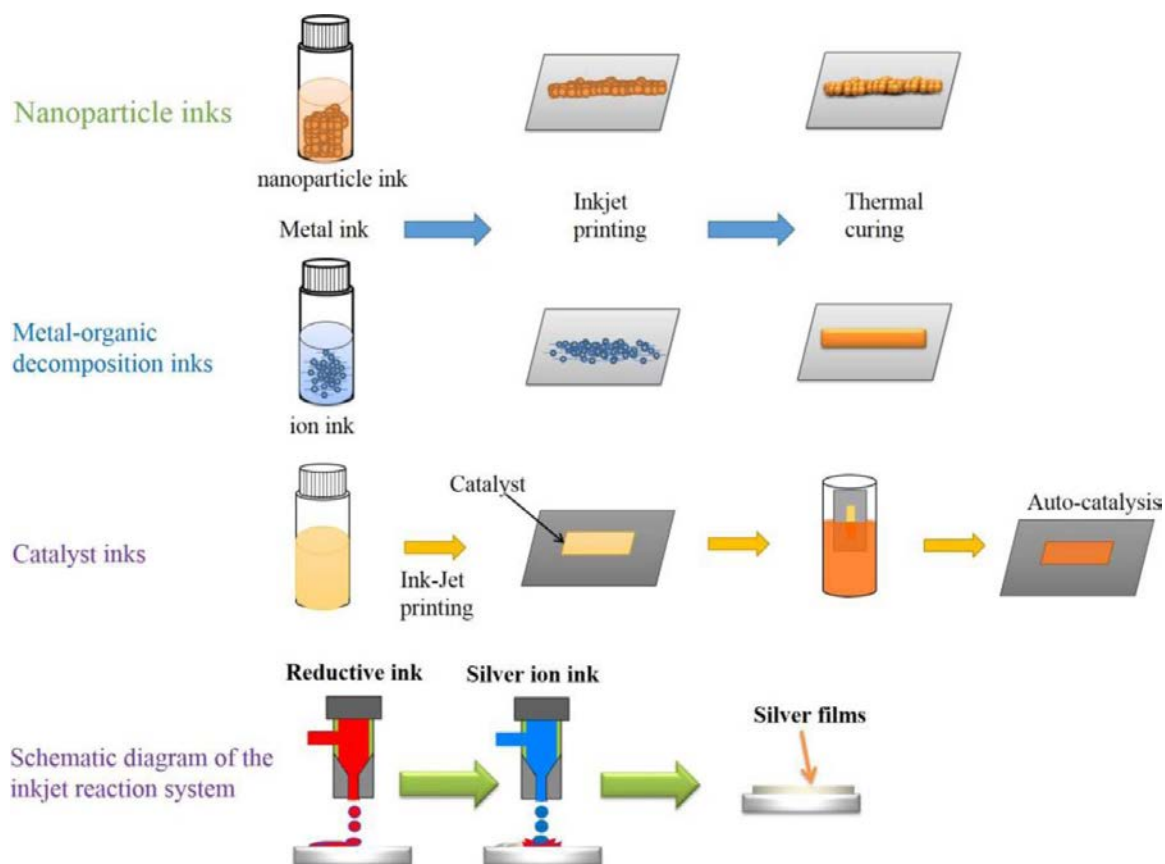 Nanoparticle inks
nanoparticle ink
Metal ink
Inkjet
printing
Thermal
curing
Metal-organic
decomposition inks
ion ink
Catalyst inks
Ink-Jet
printing
Catalyst
Auto-catalysis
Schematic diagram of the
inkjet reaction system
Reductive ink
Silver ion ink
Silver films